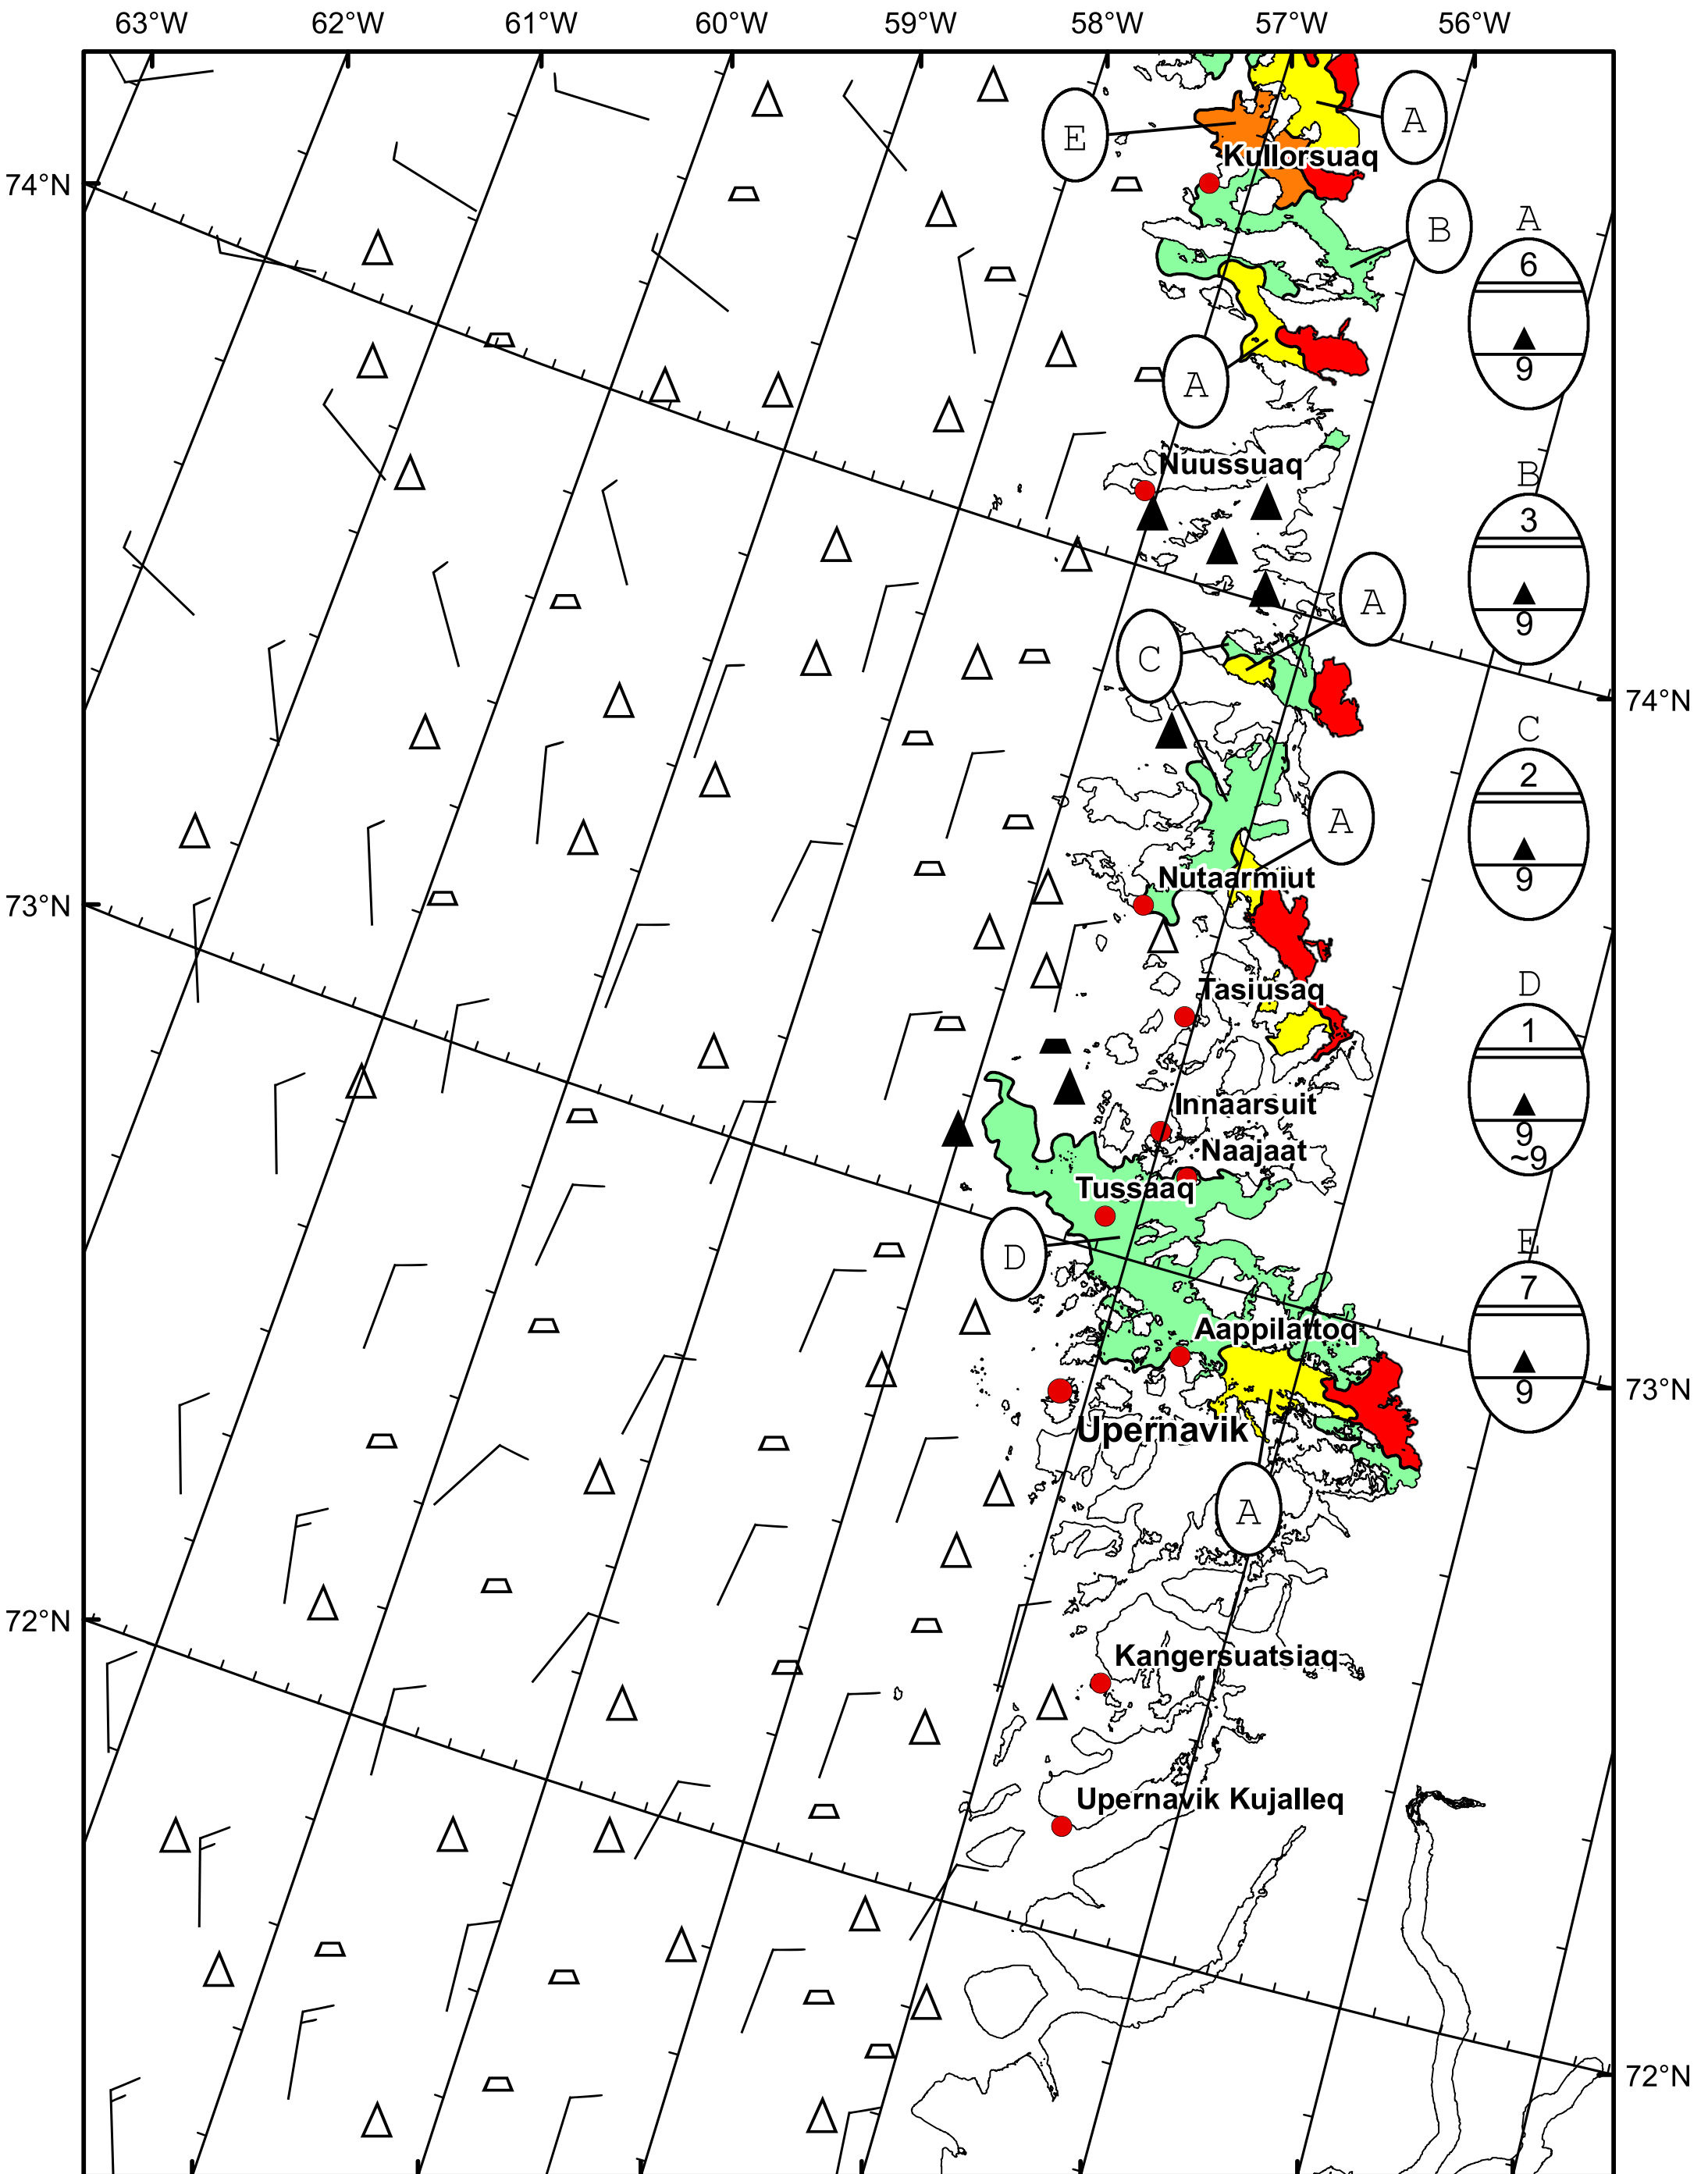 63°W 62°W 61°W 60°W 59°W 58°W 57°W 56°W
A
E
Kullorsuaq
74°N
B
A
6
9
A
Nuussuaq
B
3
9
A
C
74°N
C
2
9
A
Nutaarmiut
73°N
Tasiusaq
D
1
9
~9
Innaarsuit
Naajaat
Tussaaq
D
E
7
9
Aappilattoq
73°N
Upernavik
A
72°N
Kangersuatsiaq
Upernavik Kujalleq
72°N